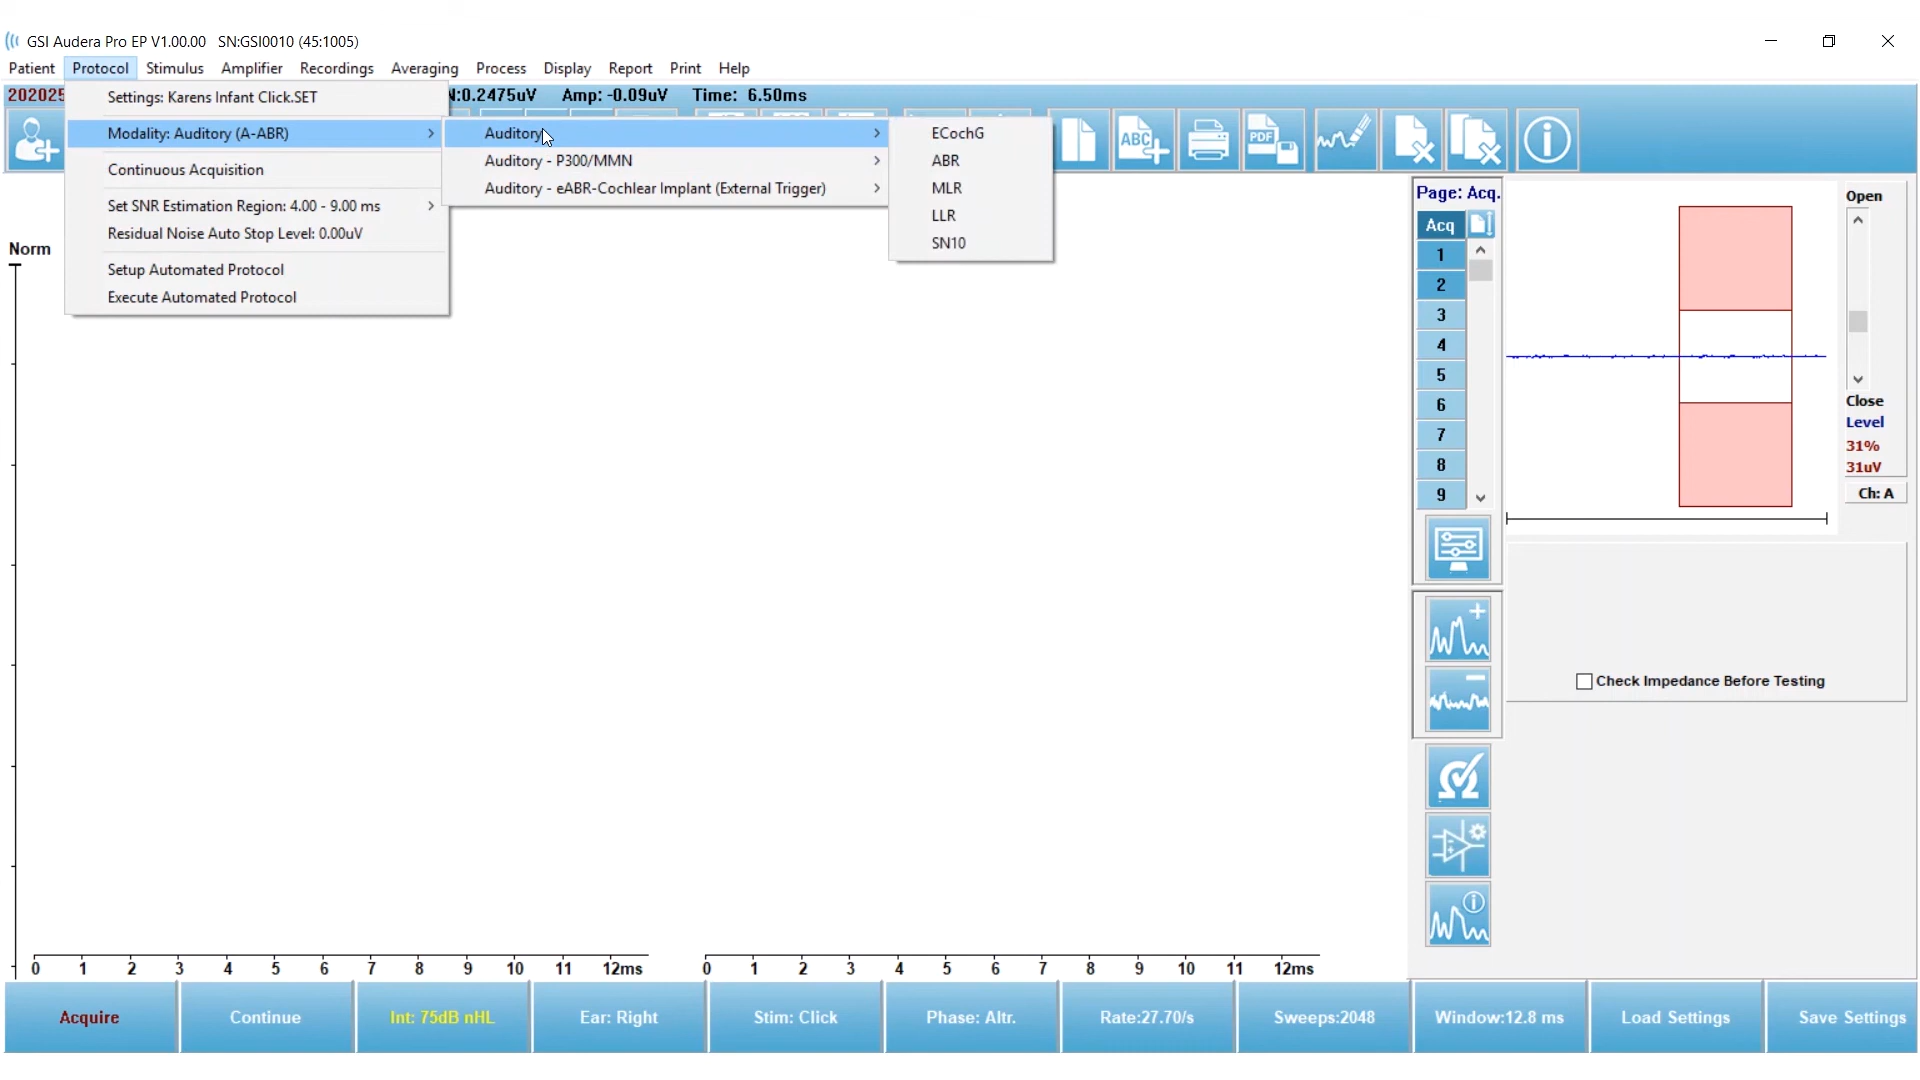 GSI Audera Pro EP V1.00.00 SN:GSI0010 (45:1005)
Patient Protocol Stimulus Amplifier Recordings Averaging Process Display Report Print Help
202025
N:0.2475uV Amp: -0.09uV Time: 6.50ms
Settings: Karens Infant Click.SET
Modality: Auditory (A-ABR)
Continuous Acquisition
Set SNR Estimation Region: 4.00 - 9.00 ms
Residual Noise Auto Stop Level: 0.00uV
Setup Automated Protocol
Execute Automated Protocol
Auditory
Auditory - P300/MMN
Auditory - eABR-Cochlear Implant (External Trigger)
ECochG
ABR
MLR
LLR
SN10
ABC
PDF
Norm
Page: Acq.
Acq
1
2
3
4
5
6
7
8
9
Open
Close
Level
31%
31uV
Ch: A
Check Impedance Before Testing
0 1 2 3 4 5 6 7 8 9 10 11 12ms
0 1 2 3 4 5 6 7 8 9 10 11 12ms
Acquire
Continue
Int: 75dB nHL
Ear: Right
Stim: Click
Phase: Altr.
Rate:27.70/s
Sweeps:2048
Window:12.8 ms
Load Settings
Save Settings